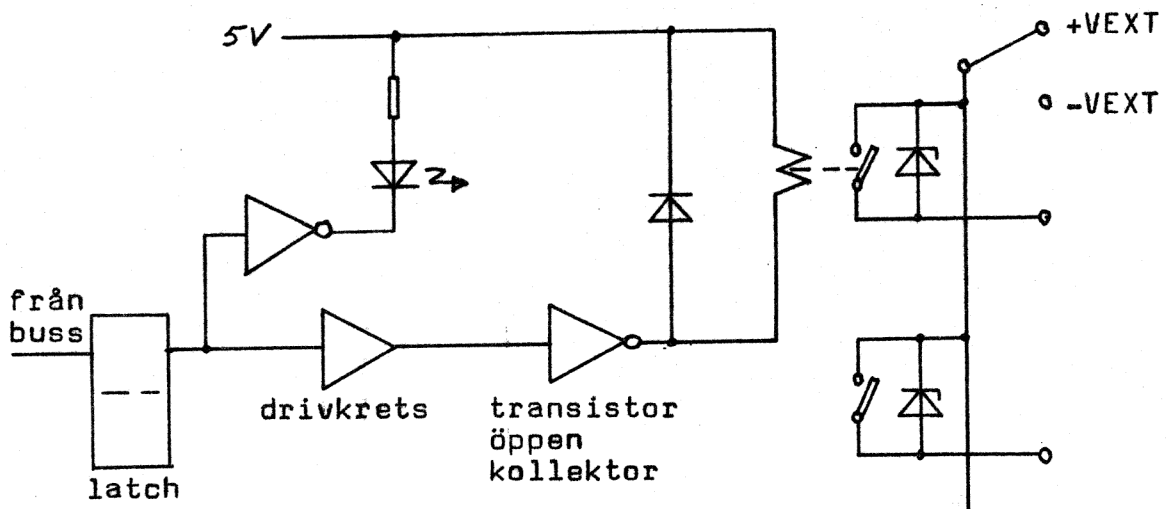 5V
+VEXT
-VEXT
från
buss
drivkrets
transistor
öppen
kollektor
latch